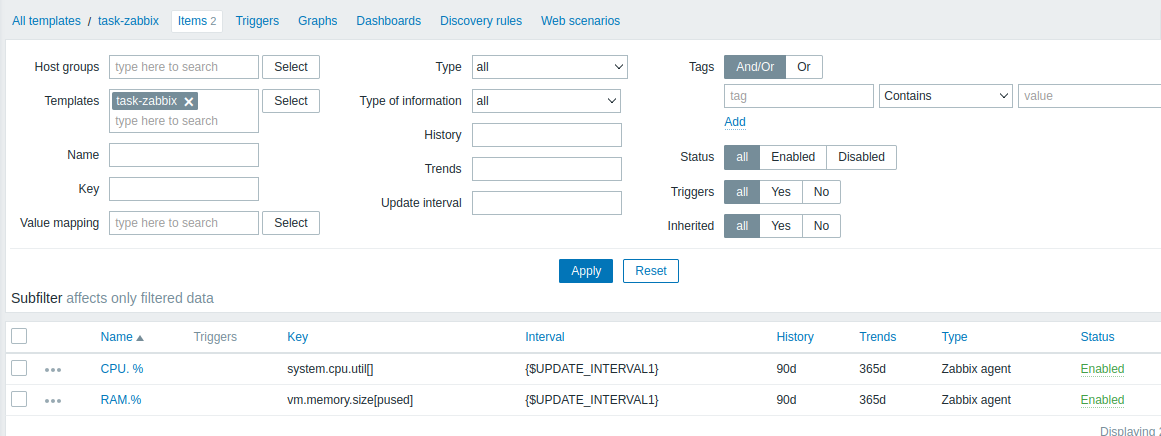 All templates / task-zabbix Items 2 Triggers Graphs Dashboards Discovery rules Web scenarios
Host groups type here to search Select Type all Tags And/Or Or
tag Contains value
Templates task-zabbix Select Type of information all
type here to search
Add
History
Name Status all Enabled Disabled
Trends
Key Triggers all Yes No
Update interval
Value mapping type here to search Select Inherited all Yes No
Apply Reset
Subfilter affects only filtered data
Name Triggers Key Interval History Trends Type Status
CPU. % system.cpu.util[] {$UPDATE_INTERVAL1} 90d 365d Zabbix agent Enabled
RAM.% vm.memory.size[pused] {$UPDATE_INTERVAL1} 90d 365d Zabbix agent Enabled
Displaying